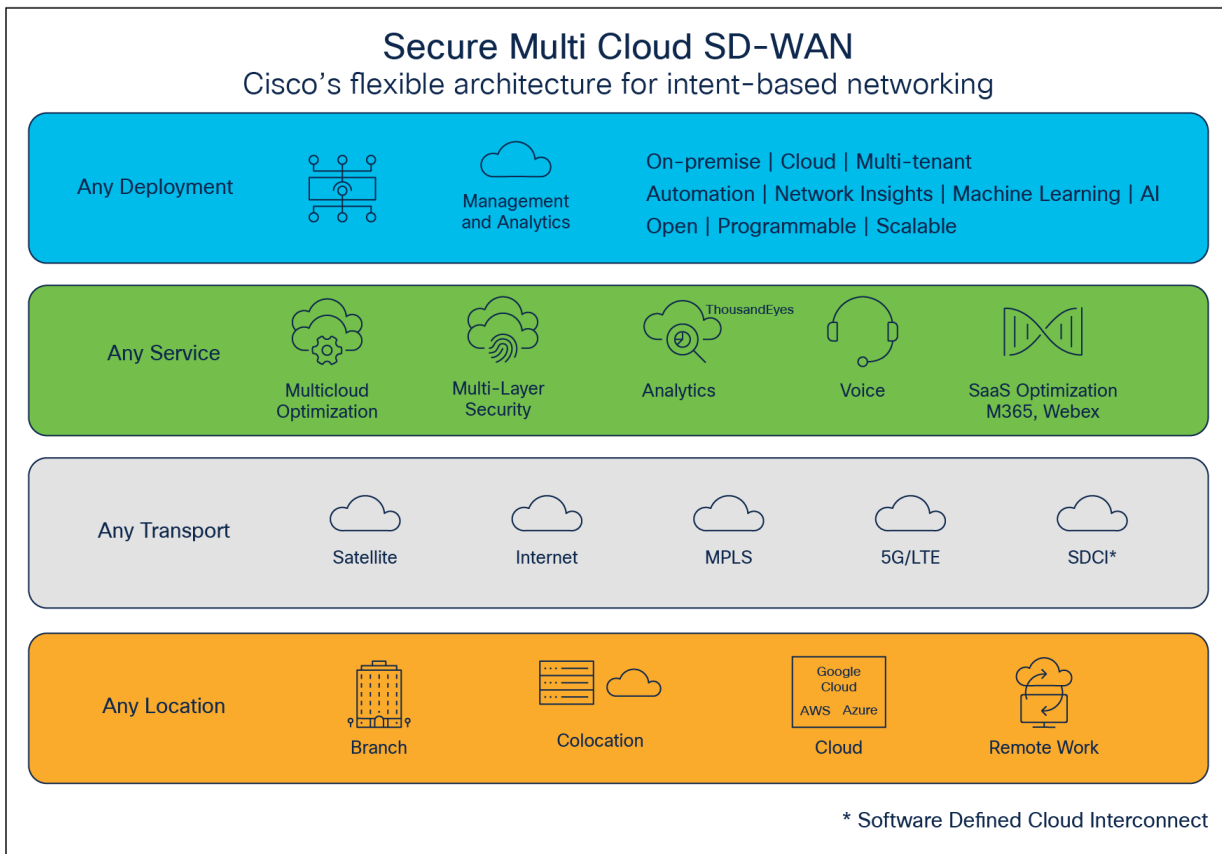 Secure Multi Cloud SD-WAN
Cisco's flexible architecture for intent-based networking
Any Deployment
Management
and Analytics
On-premise | Cloud | Multi-tenant
Automation | Network Insights | Machine Learning | AI
Open | Programmable | Scalable
Any Service
Multicloud
Optimization
Multi-Layer
Security
ThousandEyes
Analytics
Voice
SaaS Optimization
M365, Webex
Any Transport
Satellite
Internet
MPLS
5G/LTE
SDCI*
Any Location
Branch
Colocation
Google
Cloud
AWS Azure
Cloud
Remote Work
* Software Defined Cloud Interconnect